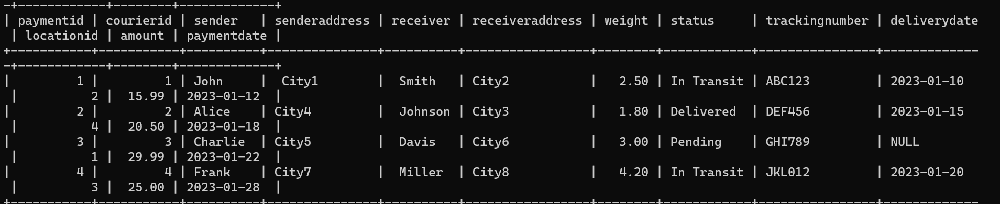 -+------------+--------+-------------+
| paymentid | courierid | sender   | senderaddress | receiver | receiveraddress | weight | status     | trackingnumber | deliverydate
 | locationid | amount | paymentdate |
+-----------+-----------+----------+---------------+----------+-----------------+--------+------------+----------------+-------------
-+------------+--------+-------------+
|         1 |         1 | John     |  City1        |  Smith   | City2           |   2.50 | In Transit | ABC123         | 2023-01-10
 |          2 |  15.99 | 2023-01-12  |
|         2 |         2 | Alice    | City4         |  Johnson | City3           |   1.80 | Delivered  | DEF456         | 2023-01-15
 |          4 |  20.50 | 2023-01-18  |
|         3 |         3 | Charlie  | City5         |  Davis   | City6           |   3.00 | Pending    | GHI789         | NULL
 |          1 |  29.99 | 2023-01-22  |
|         4 |         4 | Frank    | City7         |  Miller  | City8           |   4.20 | In Transit | JKL012         | 2023-01-20
 |          3 |  25.00 | 2023-01-28  |
+-----------+-----------+----------+---------------+----------+-----------------+--------+------------+----------------+-------------